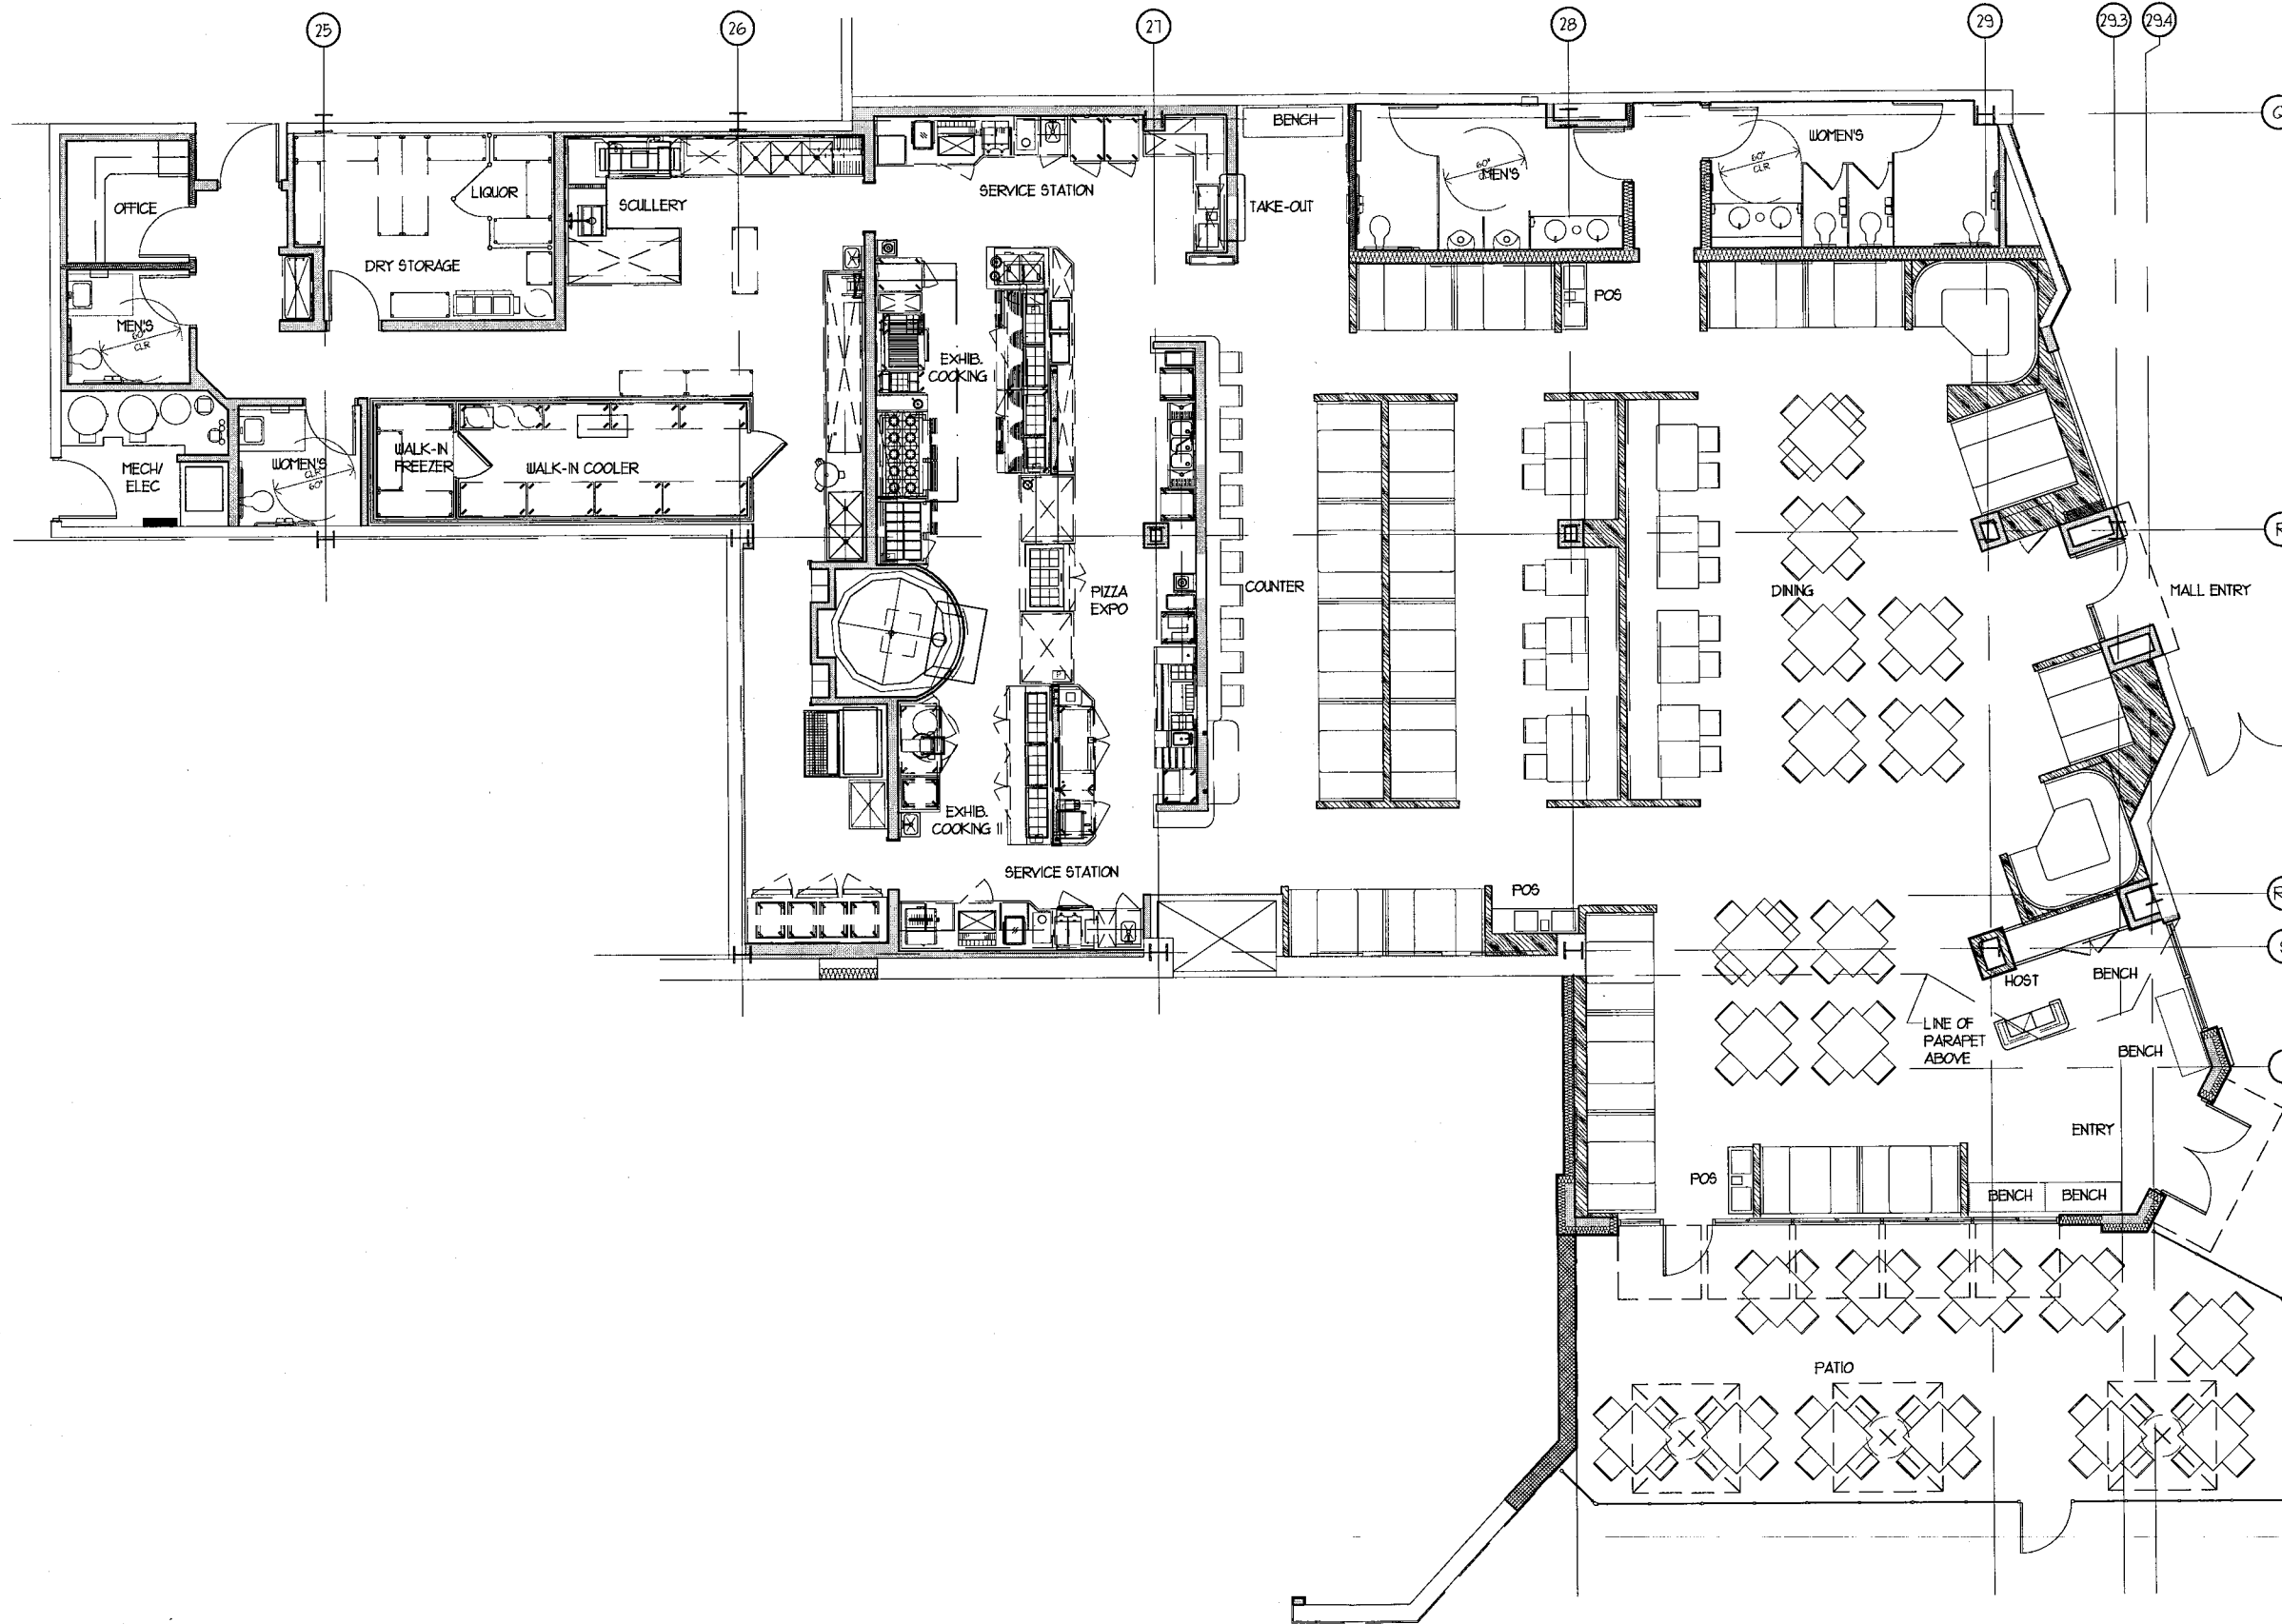 25
26
27
28
29
29.3
29.4
Q
BENCH
WOMEN'S
60"
CLR
60"
MEN'S
SERVICE STATION
LIQUOR
OFFICE
SCULLERY
TAKE-OUT
DRY STORAGE
POS
MEN'S
60"
CLR
EXHIB.
COOKING
WALK-IN
FREEZER
WALK-IN COOLER
MECH/
ELEC
WOMEN'S
CLR
60"
R
PIZZA
EXPO
COUNTER
DINING
MALL ENTRY
EXHIB.
COOKING II
SERVICE STATION
POS
HOST
BENCH
LINE OF
PARAPET
ABOVE
BENCH
ENTRY
POS
BENCH
BENCH
PATIO